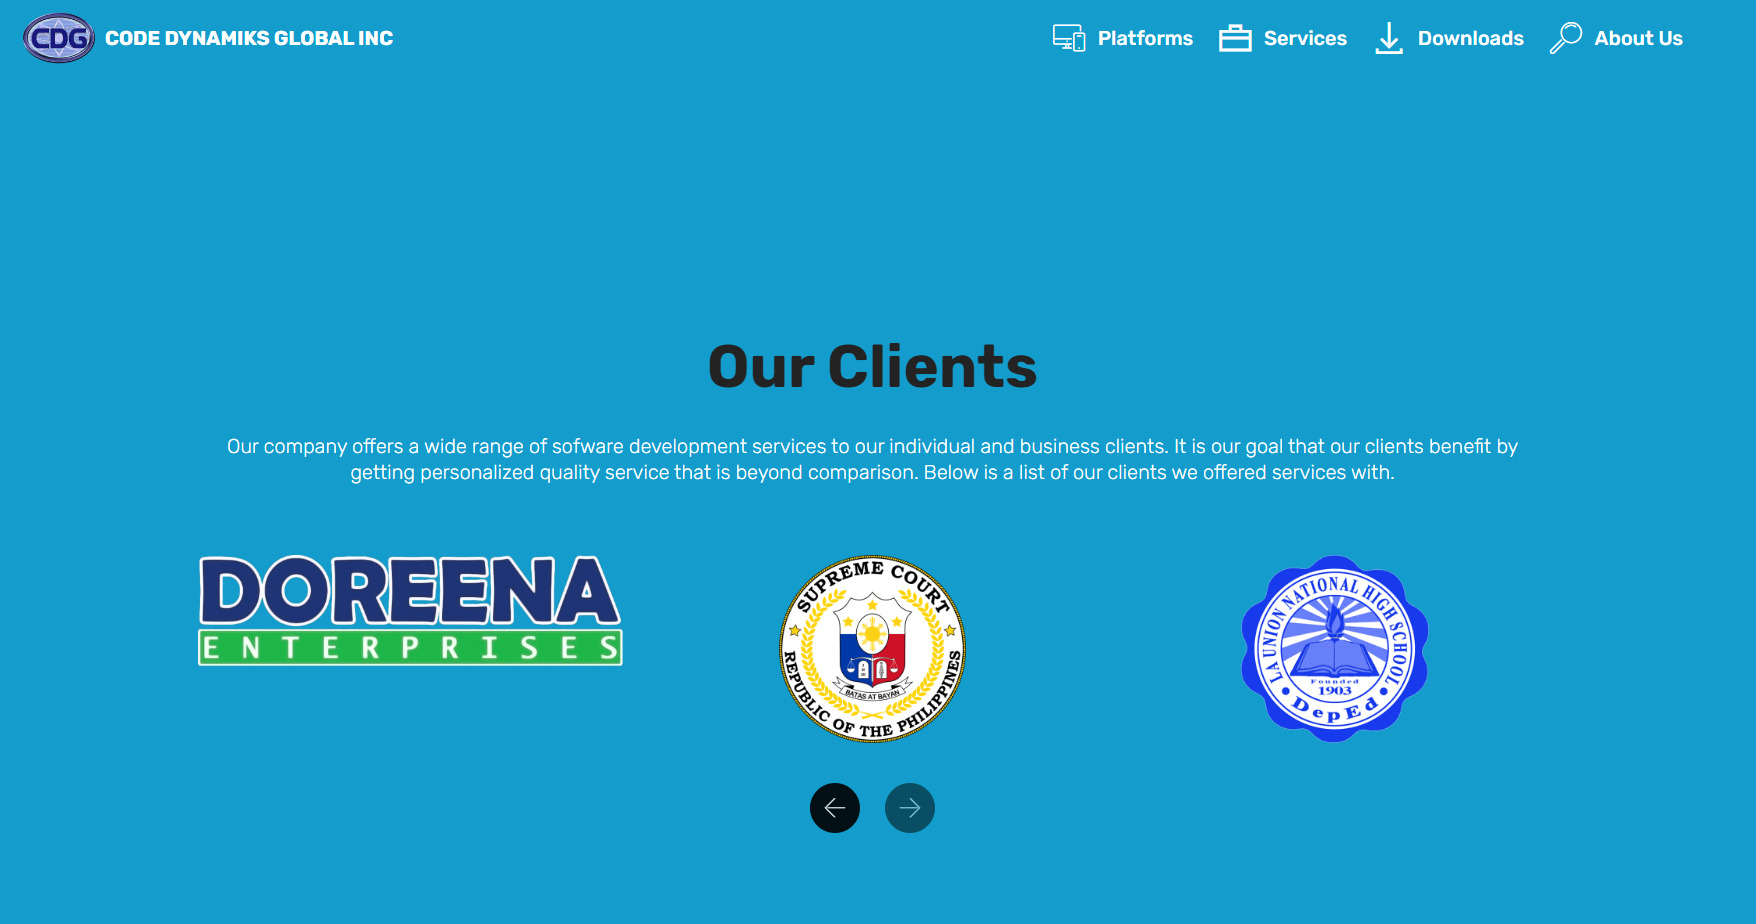 CDG CODE DYNAMIKS GLOBAL INC
Platforms
Services
Downloads
About Us
Our Clients
Our company offers a wide range of sofware development services to our individual and business clients. It is our goal that our clients benefit by
getting personalized quality service that is beyond comparison. Below is a list of our clients we offered services with.
DOREENA
ENTERPRISES
SUPREME COURT
REPUBLIC OF THE PHILIPPINES
BATAS AT BAYAN
LA UNION NATIONAL HIGH SCHOOL
Founded
1903
DepEd